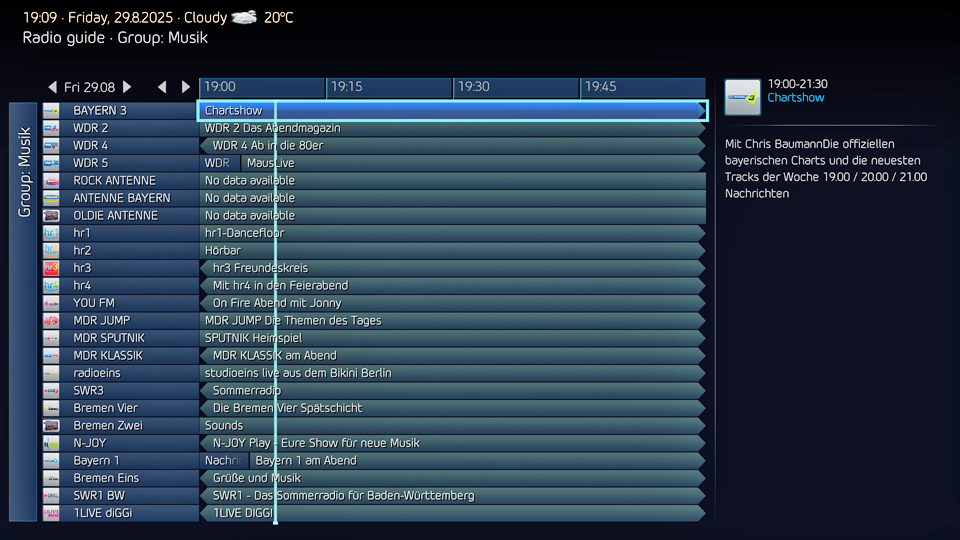 19:09 · Friday, 29.8.2025 · Cloudy 20°C
Radio guide · Group: Musik
Fri 29.08 19:00 19:15 19:30 19:45
Group: Musik
BAYERN 3 Chartshow
WDR 2 WDR 2 Das Abendmagazin
WDR 4 WDR 4 Ab in die 80er
WDR 5 WDR MausLive
ROCK ANTENNE No data available
ANTENNE BAYERN No data available
OLDIE ANTENNE No data available
hr1 hr1-Dancefloor
hr2 Hörbar
hr3 hr3 Freundeskreis
hr4 Mit hr4 in den Feierabend
YOU FM On Fire Abend mit Jonny
MDR JUMP MDR JUMP Die Themen des Tages
MDR SPUTNIK SPUTNIK Heimspiel
MDR KLASSIK MDR KLASSIK am Abend
radioeins studioeins live aus dem Bikini Berlin
SWR3 Sommerradio
Bremen Vier Die Bremen Vier Spätschicht
Bremen Zwei Sounds
N-JOY N-JOY Play - Eure Show für neue Musik
Bayern 1 Nachri Bayern 1 am Abend
Bremen Eins Grüße und Musik
SWR1 BW SWR1 - Das Sommerradio für Baden-Württemberg
1LIVE diGGi 1LIVE DIGGI
19:00-21:30
Chartshow
Mit Chris BaumannDie offiziellen
bayerischen Charts und die neuesten
Tracks der Woche 19.00 / 20.00 / 21.00
Nachrichten